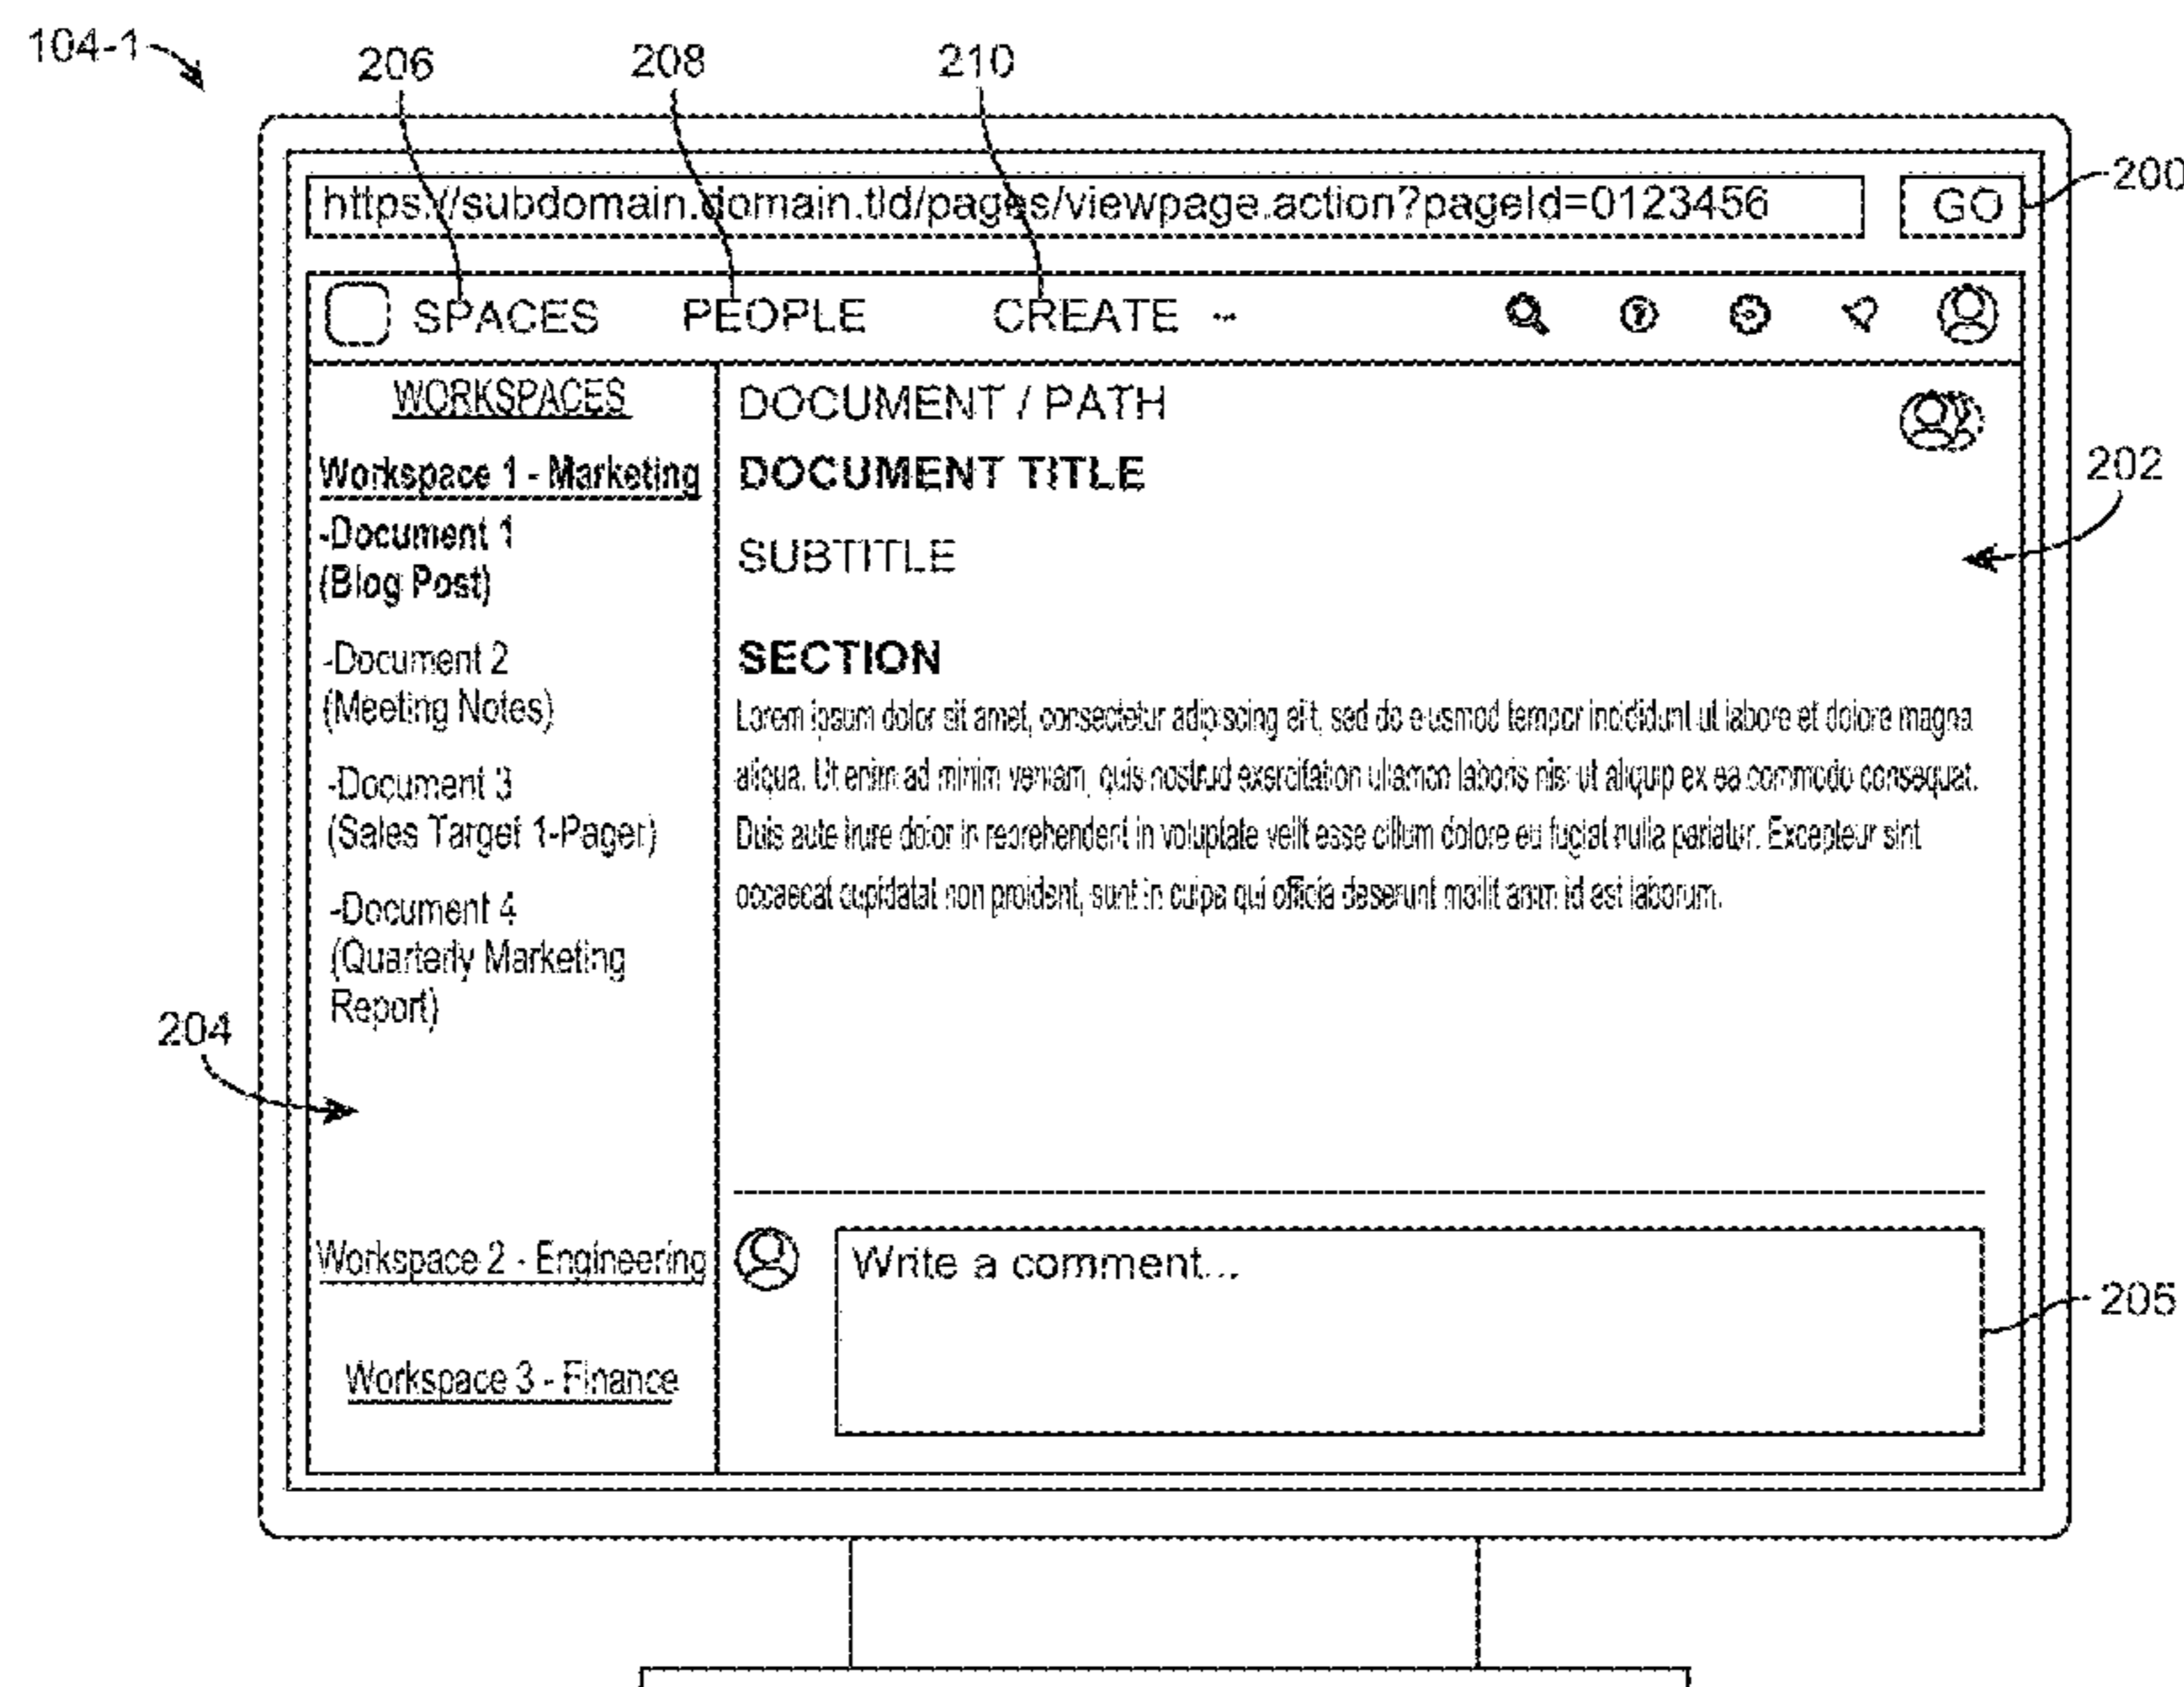 104-1
206
208
210
https://subdomain.domain.tld/pages/viewpage.action?pageId=0123456
GO
200
SPACES PEOPLE CREATE ...
WORKSPACES
Workspace 1 - Marketing
-Document 1
(Blog Post)
-Document 2
(Meeting Notes)
-Document 3
(Sales Target 1-Pager)
-Document 4
(Quarterly Marketing
Report)
204
Workspace 2 - Engineering
Workspace 3 - Finance
DOCUMENT / PATH
DOCUMENT TITLE
202
SUBTITLE
SECTION
Lorem ipsum dolor sit amet, consectetur adipiscing elit, sed do eiusmod tempor incididunt ut labore et dolore magna
aliqua. Ut enim ad minim veniam, quis nostrud exercitation ullamco laboris nisi ut aliquip ex ea commodo consequat.
Duis aute irure dolor in reprehenderit in voluptate velit esse cillum dolore eu fugiat nulla pariatur. Excepteur sint
occaecat cupidatat non proident, sunt in culpa qui officia deserunt mollit anim id est laborum.
Write a comment...
205